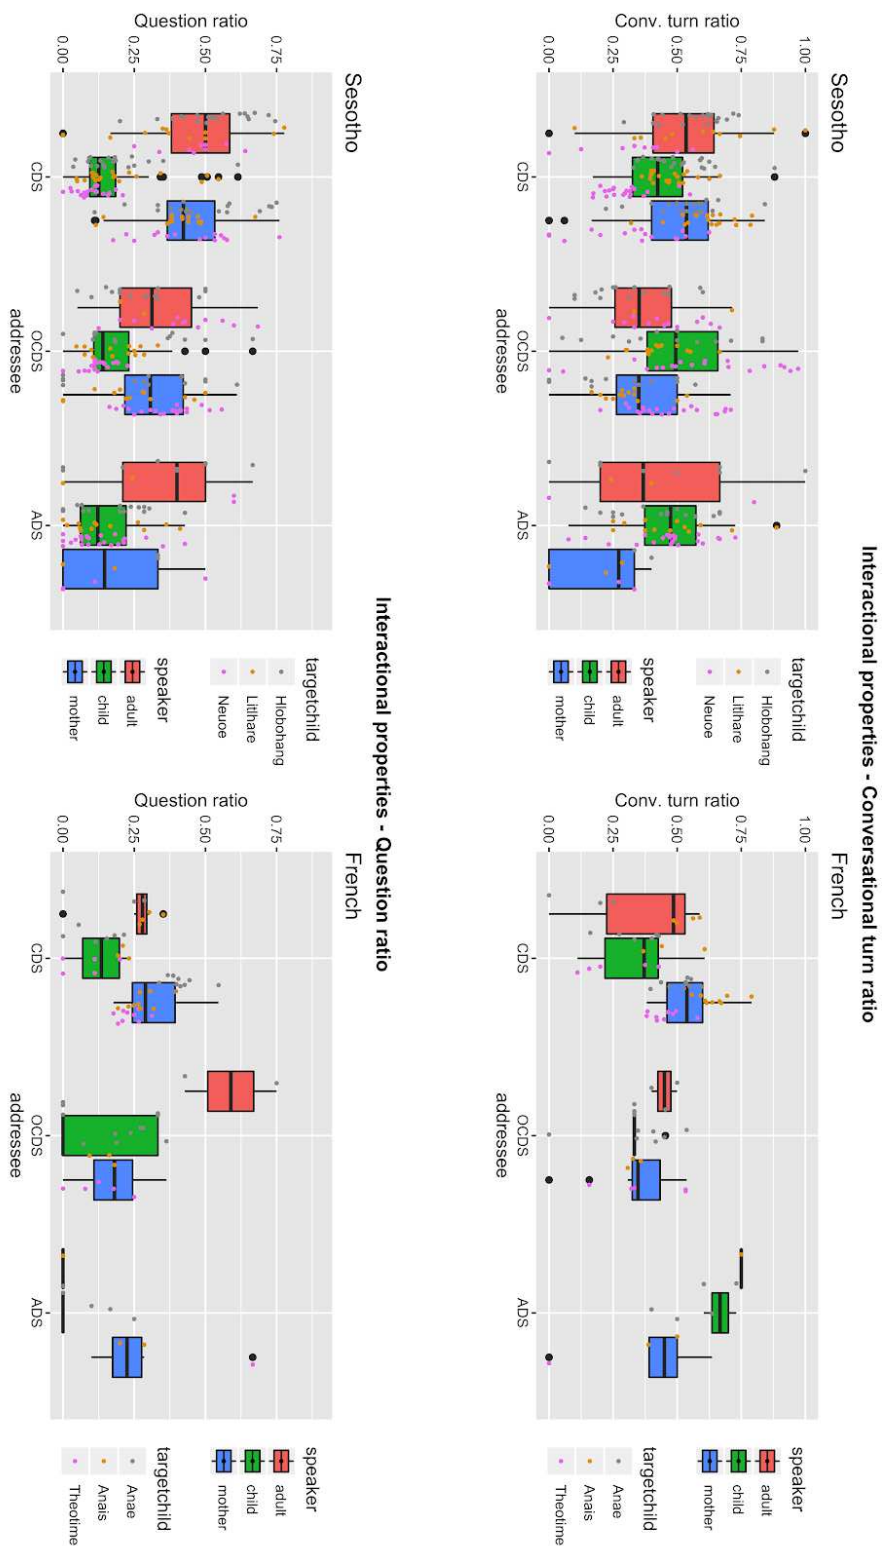 Interactional properties - Conversational turn ratio
Sesotho
Conv. turn ratio
1.00
0.75
0.50
0.25
0.00
CDS
OCDS
ADS
addressee
targetchild
Hlobohang
Litlhare
Neuoe
speaker
adult
child
mother
French
Conv. turn ratio
1.00
0.75
0.50
0.25
0.00
CDS
OCDS
ADS
addressee
speaker
adult
child
mother
targetchild
Anae
Anais
Theotime
Interactional properties - Question ratio
Sesotho
Question ratio
0.75
0.50
0.25
0.00
CDS
OCDS
ADS
addressee
targetchild
Hlobohang
Litlhare
Neuoe
speaker
adult
child
mother
French
Question ratio
0.75
0.50
0.25
0.00
CDS
OCDS
ADS
addressee
speaker
adult
child
mother
targetchild
Anae
Anais
Theotime